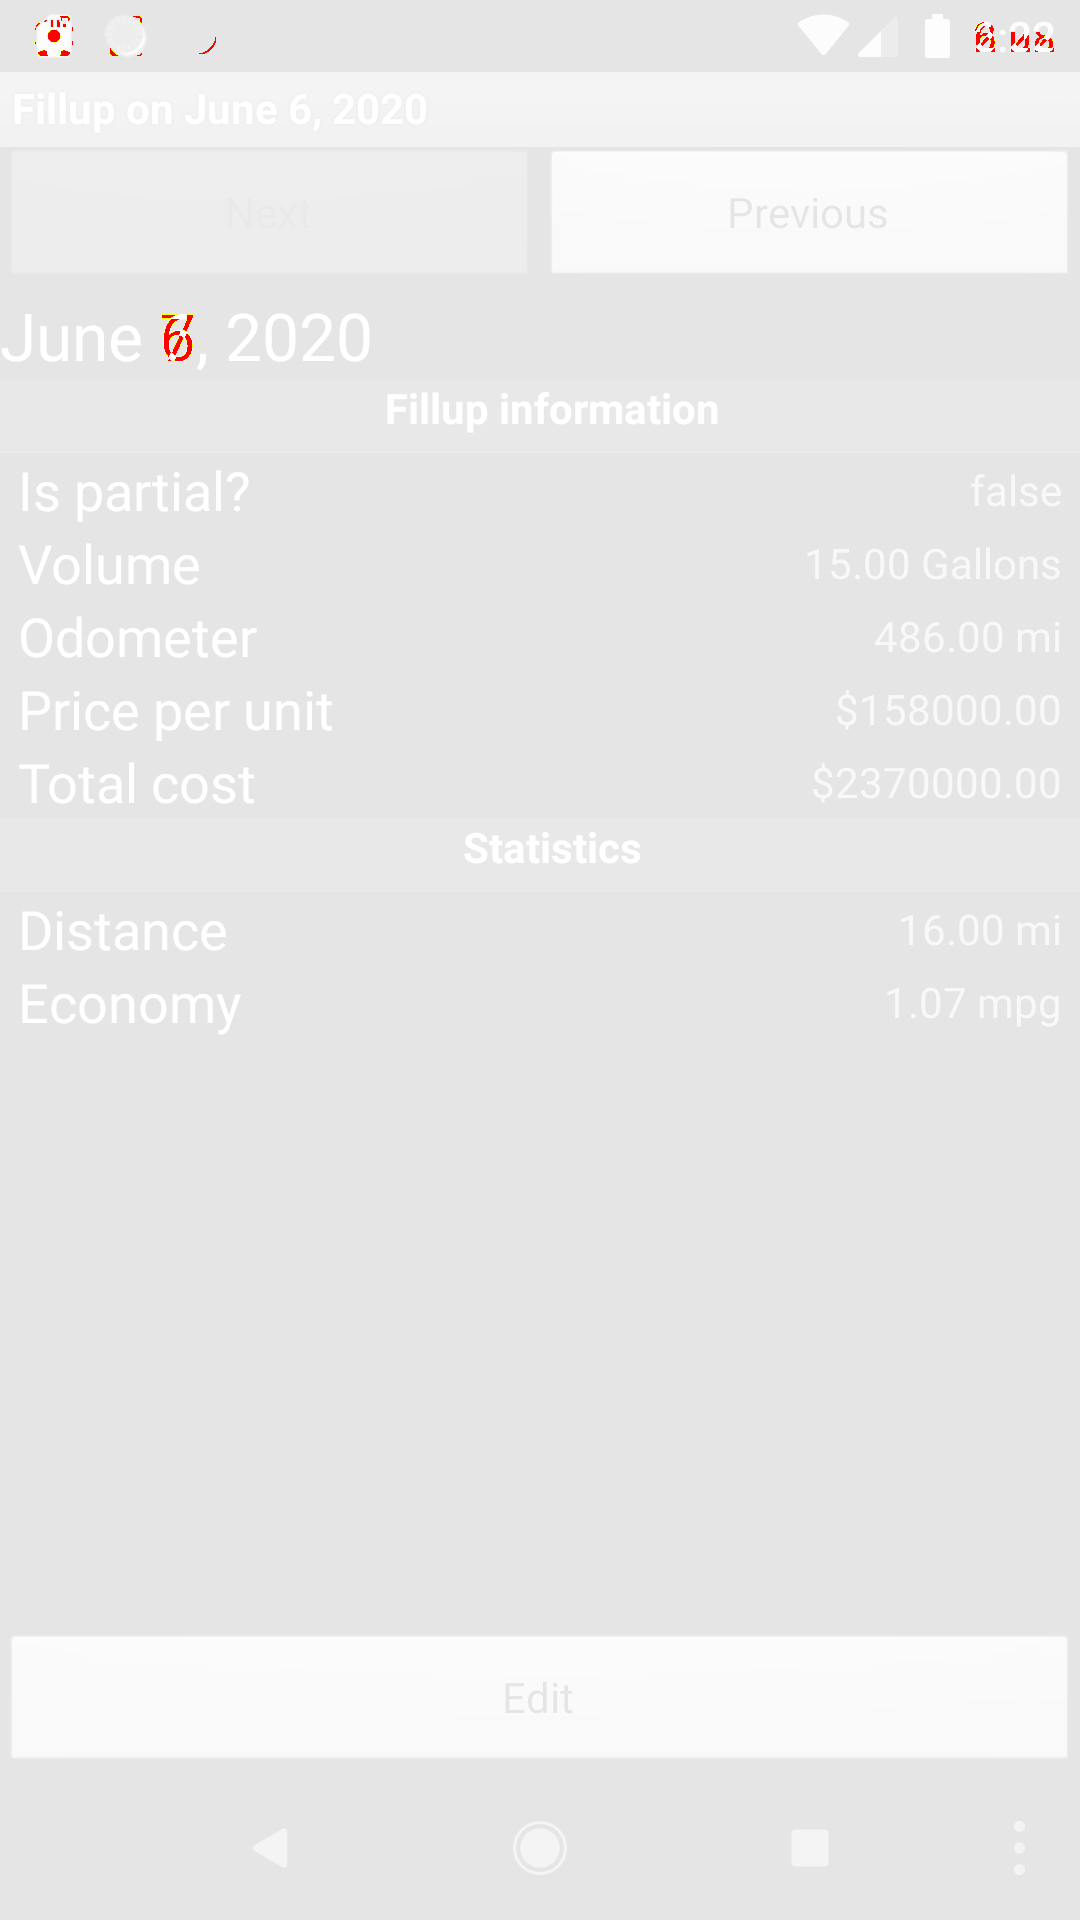 Fillup on June 6, 2020
Next
Previous
June , 2020
Fillup information
Is partial?
false
Volume
15.00 Gallons
Odometer
486.00 mi
Price per unit
$158000.00
Total cost
$2370000.00
Statistics
Distance
16.00 mi
Economy
1.07 mpg
Edit